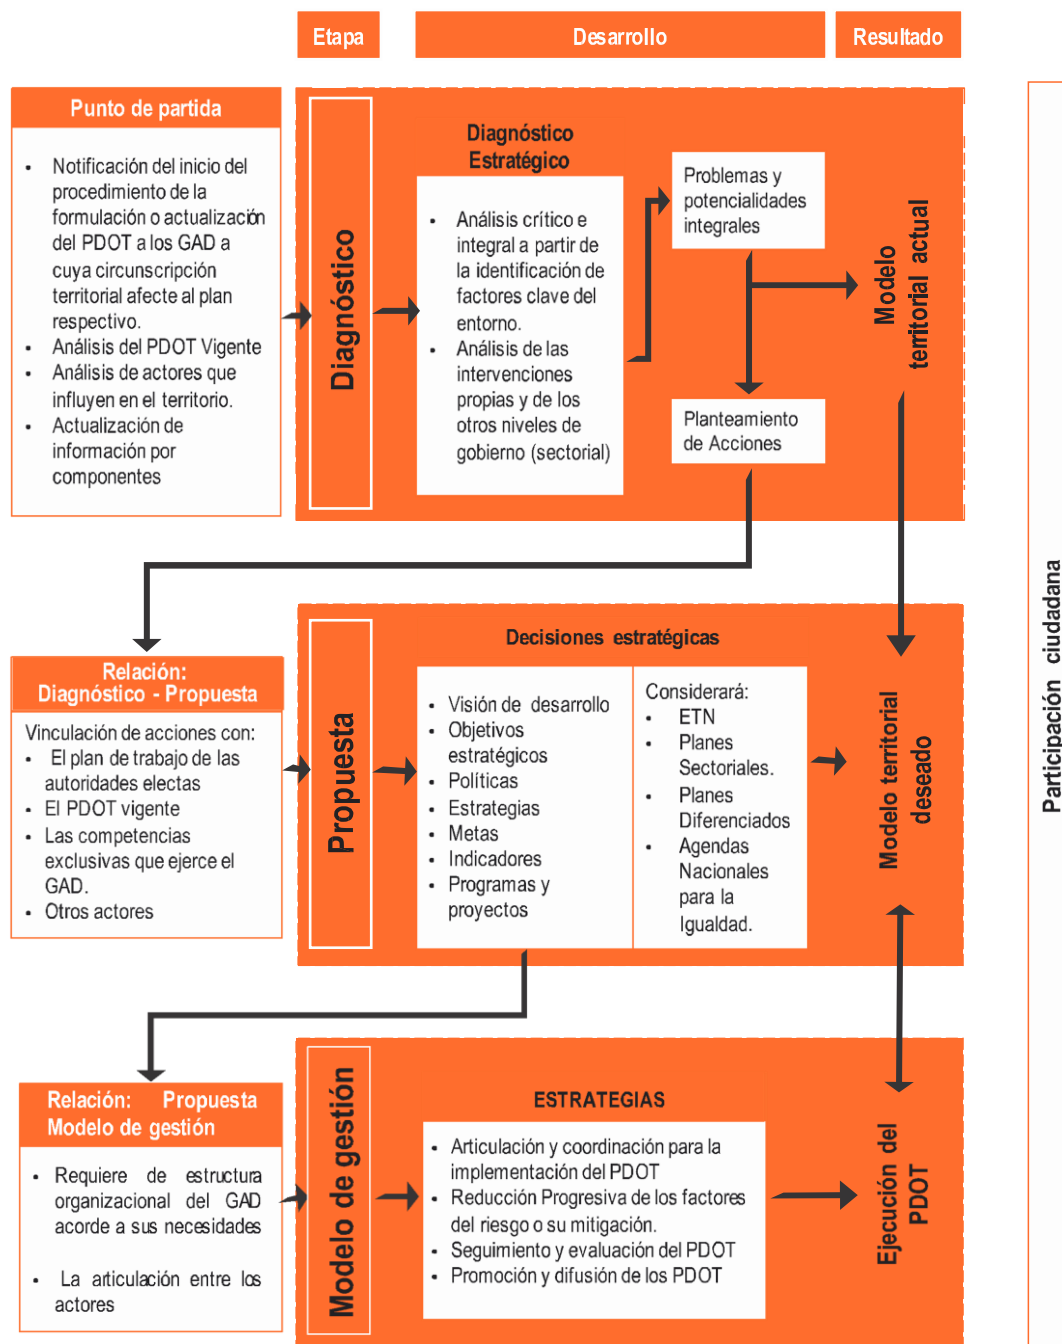 Etapa
Desarrollo
Resultado
Punto de partida
• Notificación del inicio del
procedimiento de la
formulación o actualización
del PDOT a los GAD a
cuya circunscripción
territorial afecte al plan
respectivo.
• Análisis del PDOT Vigente
• Análisis de actores que
influyen en el territorio.
• Actualización de
información por
componentes
Diagnóstico
Diagnóstico
Estratégico
• Análisis crítico e
integral a partir de
la identificación de
factores clave del
entorno.
• Análisis de las
intervenciones
propias y de los
otros niveles de
gobierno (sectorial)
Problemas y
potencialidades
integrales
Planteamiento
de Acciones
Modelo
territorial actual
Relación:
Diagnóstico - Propuesta
Vinculación de acciones con:
• El plan de trabajo de las
autoridades electas
• El PDOT vigente
• Las competencias
exclusivas que ejerce el
GAD.
• Otros actores
Propuesta
Decisiones estratégicas
• Visión de desarrollo
• Objetivos
estratégicos
• Políticas
• Estrategias
• Metas
• Indicadores
• Programas y
proyectos
Considerará:
• ETN
• Planes
Sectoriales.
• Planes
Diferenciados
• Agendas
Nacionales
para la
Igualdad.
Modelo territorial
deseado
Relación: Propuesta
Modelo de gestión
• Requiere de estructura
organizacional del GAD
acorde a sus necesidades
• La articulación entre los
actores
Modelo de gestión
ESTRATEGIAS
• Articulación y coordinación para la
implementación del PDOT
• Reducción Progresiva de los factores
del riesgo o su mitigación.
• Seguimiento y evaluación del PDOT
• Promoción y difusión de los PDOT
Ejecución del
PDOT
Participación ciudadana